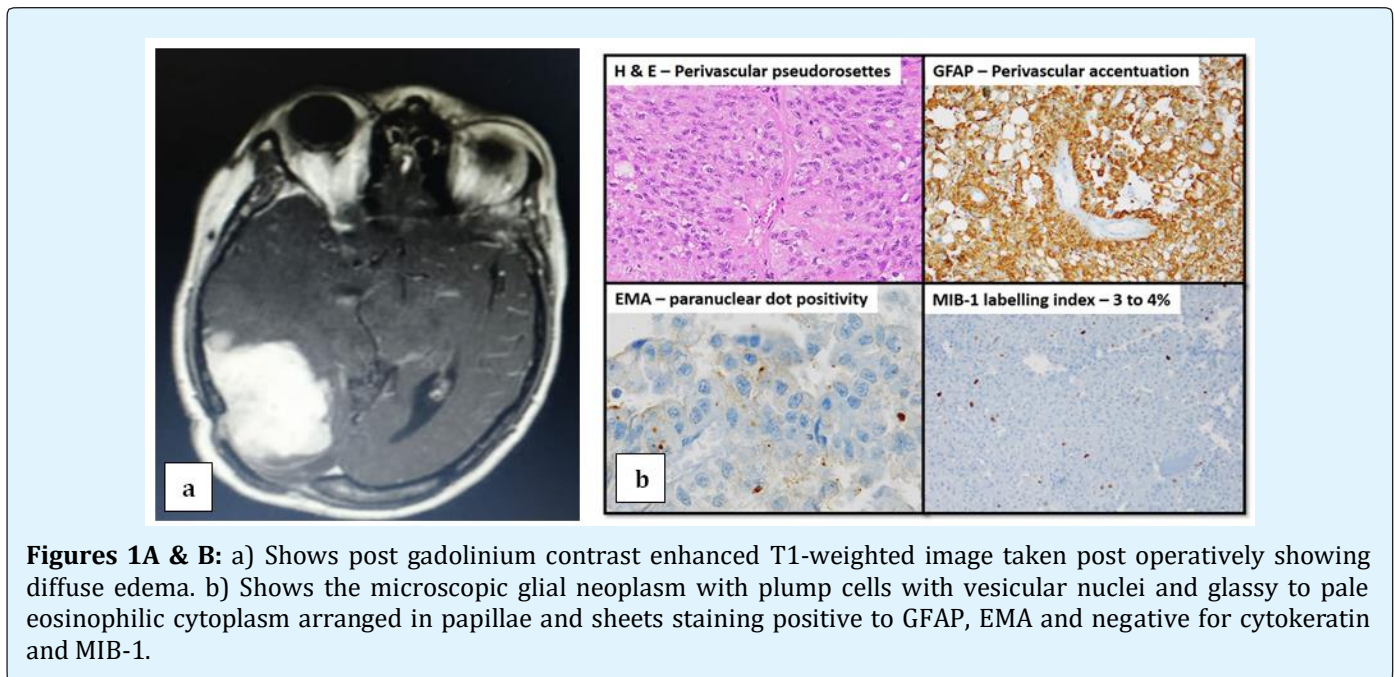 H & E – Perivascular pseudorosettes
GFAP – Perivascular accentuation
EMA – paranuclear dot positivity
MIB-1 labelling index – 3 to 4%
a
b
Figures 1A & B: a) Shows post gadolinium contrast enhanced T1-weighted image taken post operatively showing
diffuse edema. b) Shows the microscopic glial neoplasm with plump cells with vesicular nuclei and glassy to pale
eosinophilic cytoplasm arranged in papillae and sheets staining positive to GFAP, EMA and negative for cytokeratin
and MIB-1.